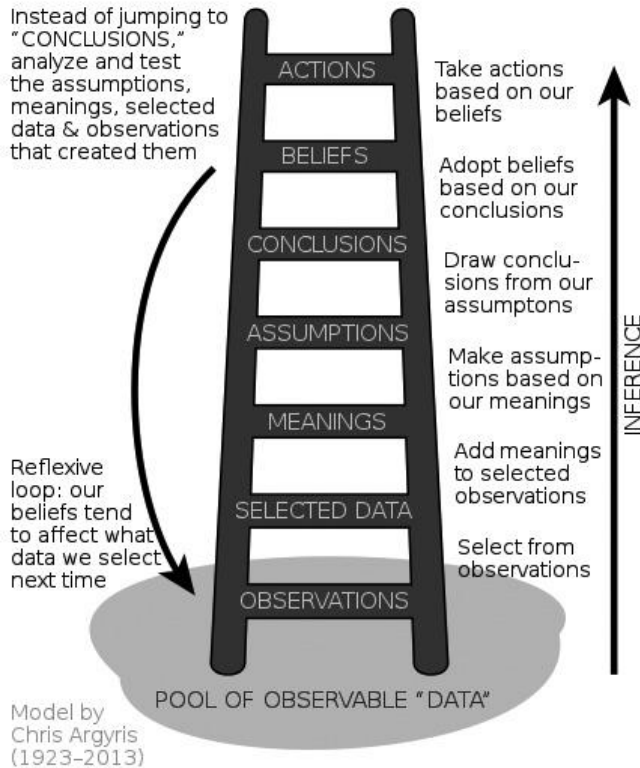 Instead of jumping to
"CONCLUSIONS,"
analyze and test
the assumptions,
meanings, selected
data & observations
that created them
ACTIONS
Take actions
based on our
beliefs
BELIEFS
Adopt beliefs
based on our
conclusions
CONCLUSIONS
Draw conclu-
sions from our
assumptons
ASSUMPTIONS
Make assump-
tions based on
our meanings
MEANINGS
Add meanings
to selected
observations
SELECTED DATA
Select from
observations
OBSERVATIONS
INFERENCE
Reflexive
loop: our
beliefs tend
to affect what
data we select
next time
POOL OF OBSERVABLE "DATA"
Model by
Chris Argyris
(1923–2013)